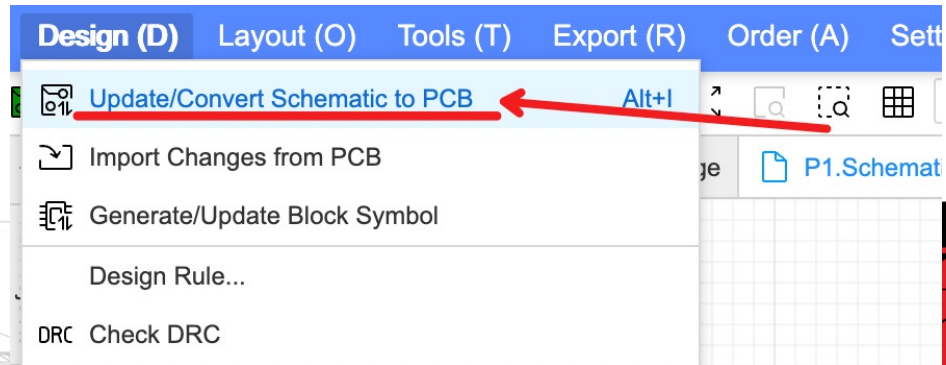 Design (D) Layout (O) Tools (T) Export (R) Order (A) Sett
Update/Convert Schematic to PCB Alt+I
Import Changes from PCB
ge P1.Schemati
Generate/Update Block Symbol
Design Rule...
DRC Check DRC